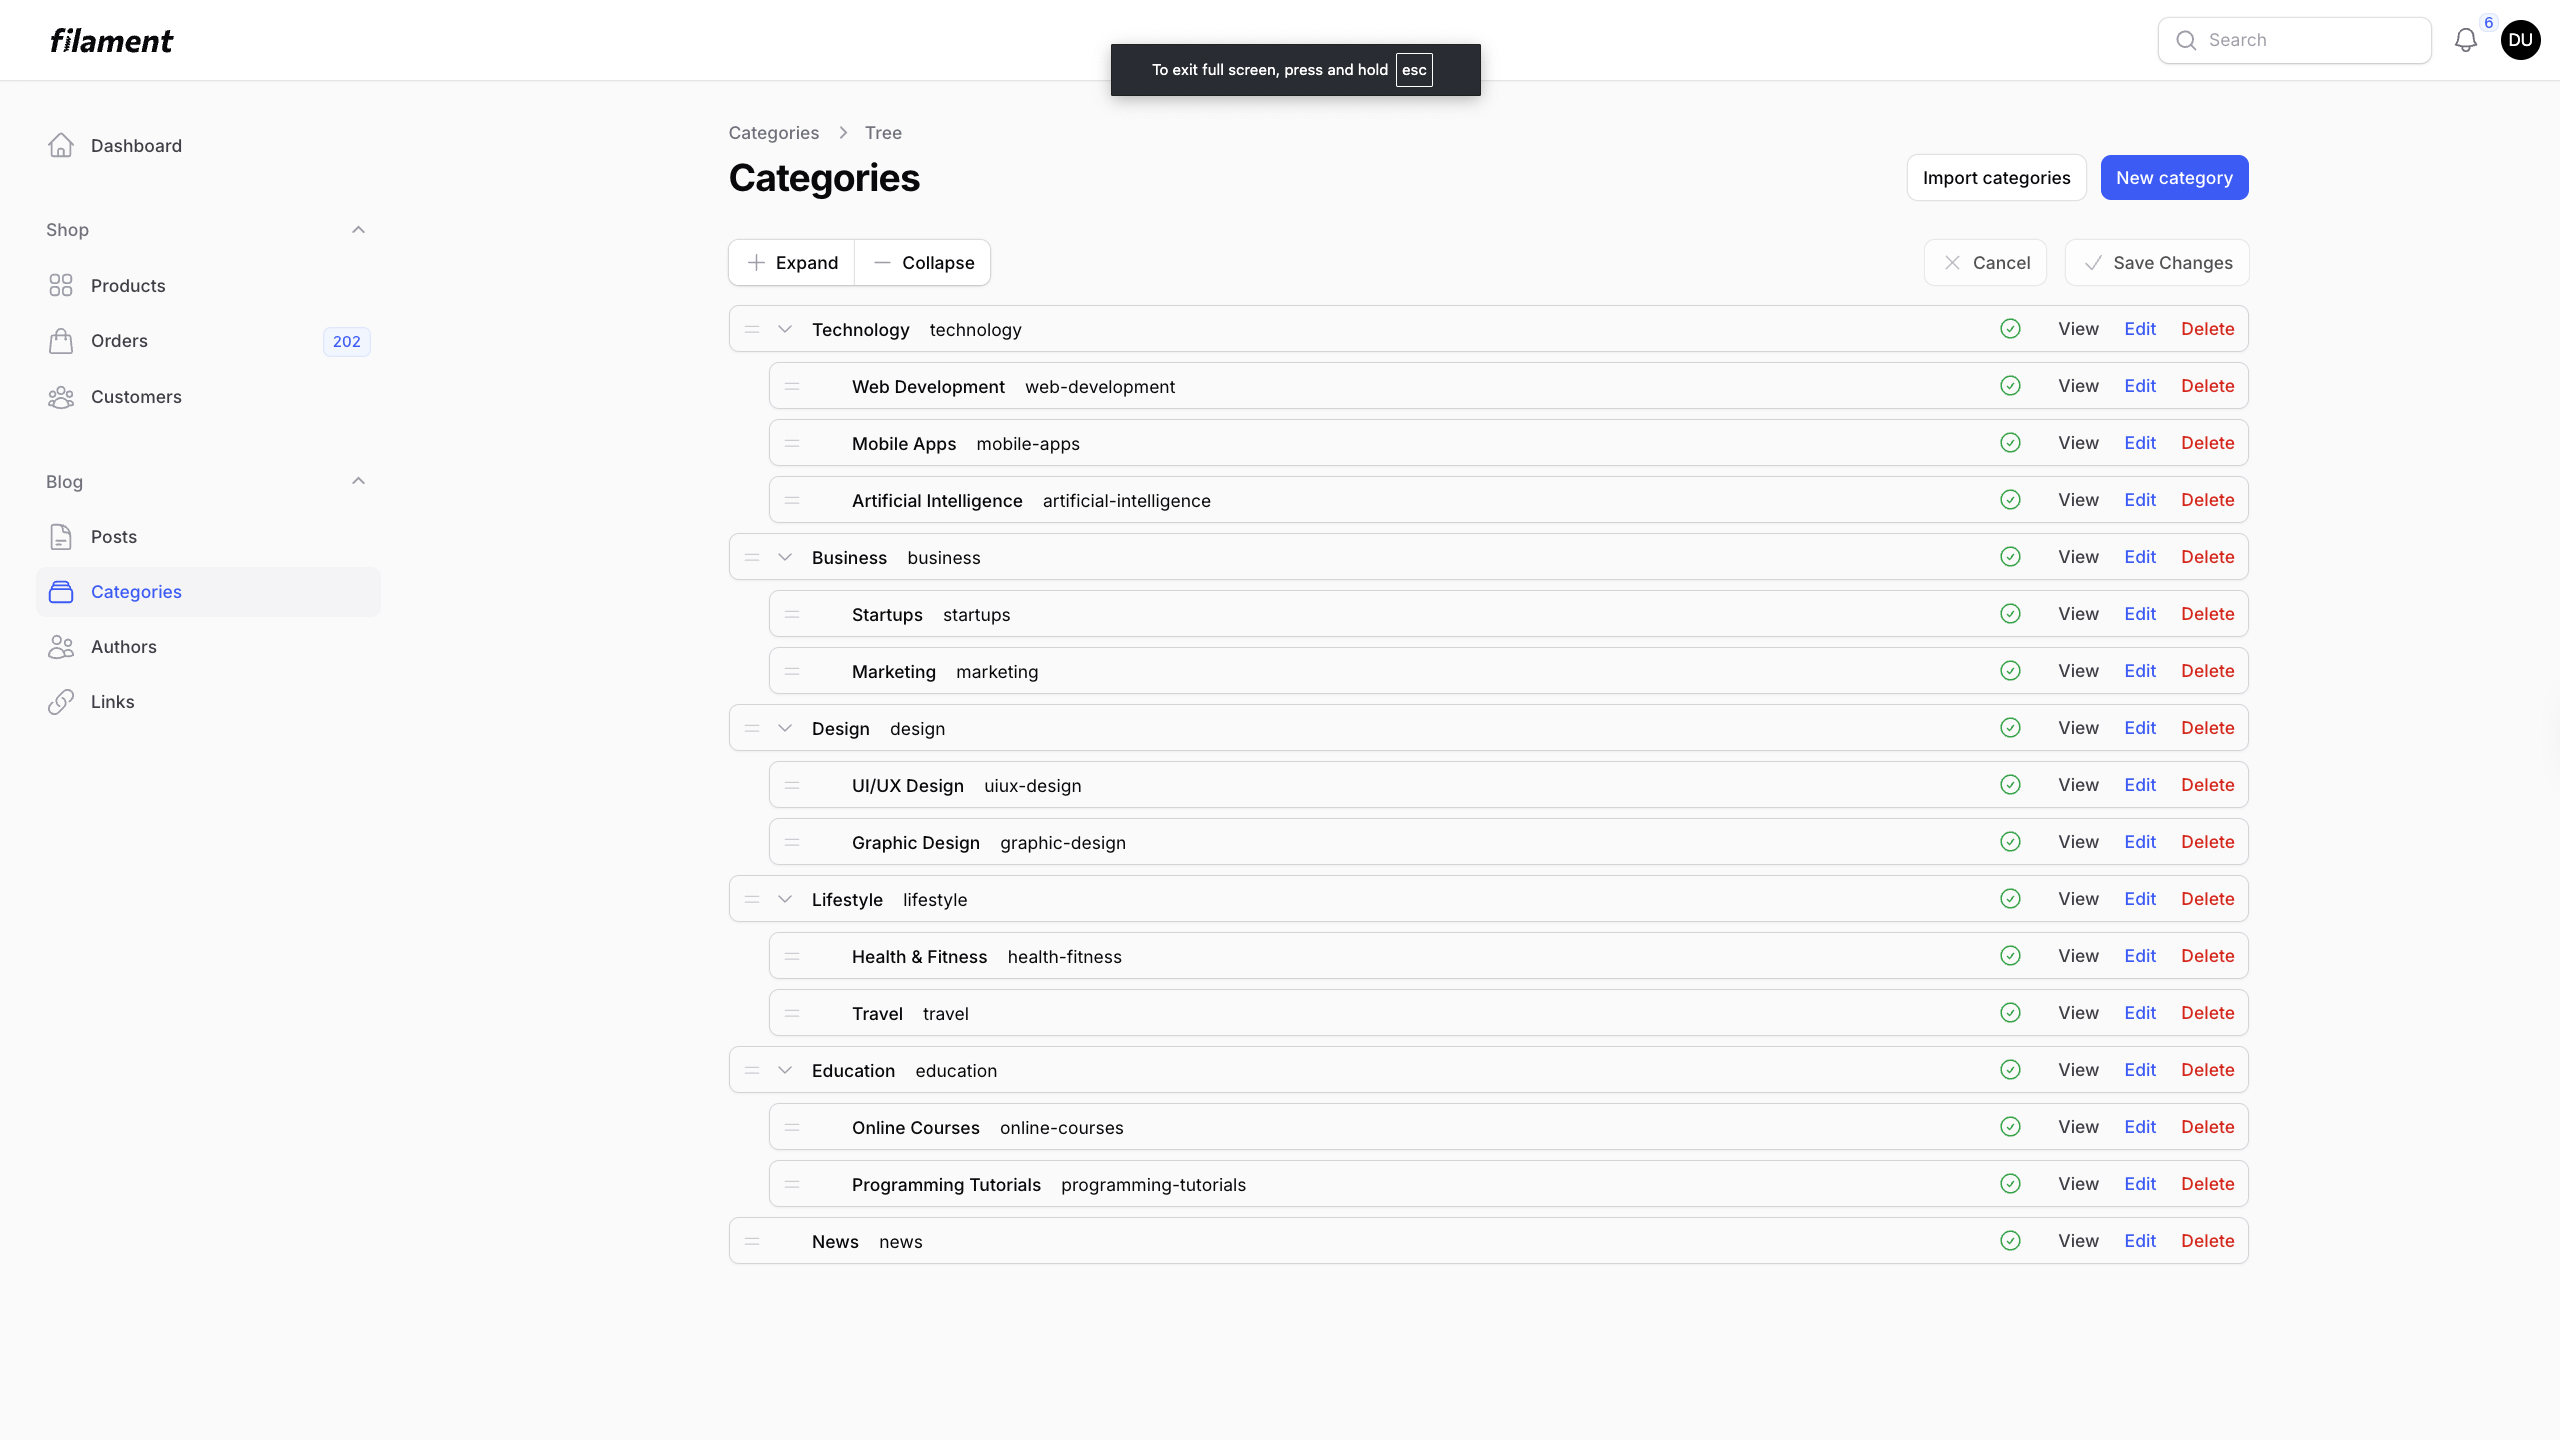 filament
To exit full screen, press and hold esc
Search
6
DU
Dashboard
Shop
Products
Orders 202
Customers
Blog
Posts
Categories
Authors
Links
Categories > Tree
Categories
Import categories
New category
Expand
Collapse
Cancel
Save Changes
Technology technology View Edit Delete
Web Development web-development View Edit Delete
Mobile Apps mobile-apps View Edit Delete
Artificial Intelligence artificial-intelligence View Edit Delete
Business business View Edit Delete
Startups startups View Edit Delete
Marketing marketing View Edit Delete
Design design View Edit Delete
UI/UX Design uiux-design View Edit Delete
Graphic Design graphic-design View Edit Delete
Lifestyle lifestyle View Edit Delete
Health & Fitness health-fitness View Edit Delete
Travel travel View Edit Delete
Education education View Edit Delete
Online Courses online-courses View Edit Delete
Programming Tutorials programming-tutorials View Edit Delete
News news View Edit Delete